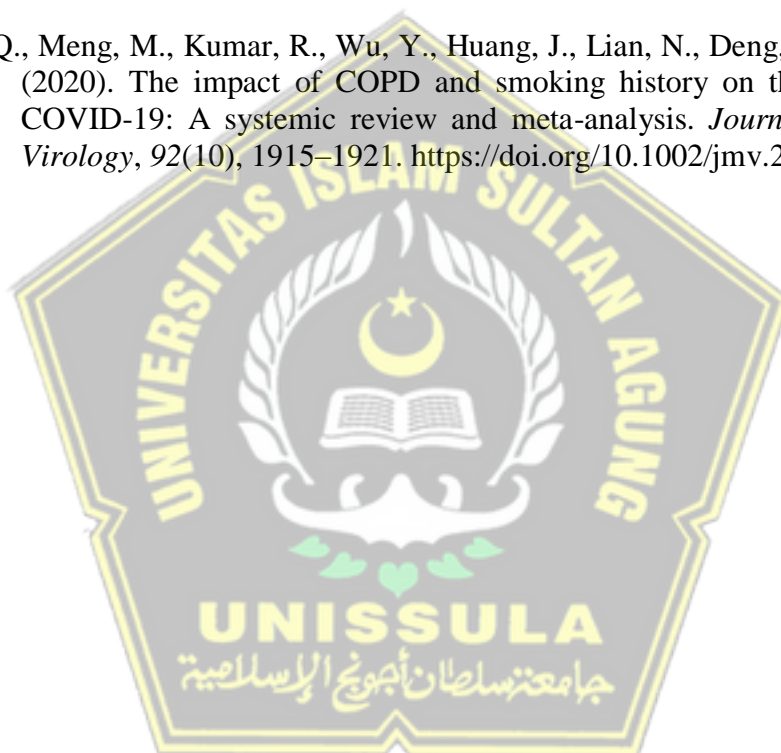 Q., Meng, M., Kumar, R., Wu, Y., Huang, J., Lian, N., Deng,
(2020). The impact of COPD and smoking history on th
COVID-19: A systemic review and meta-analysis. Journ
Virology, 92(10), 1915–1921. https://doi.org/10.1002/jmv.2
UNIVERSITAS ISLAM SULTAN AGUNG
UNISSULA
جامعتنسلطان أجونج الإسلامية